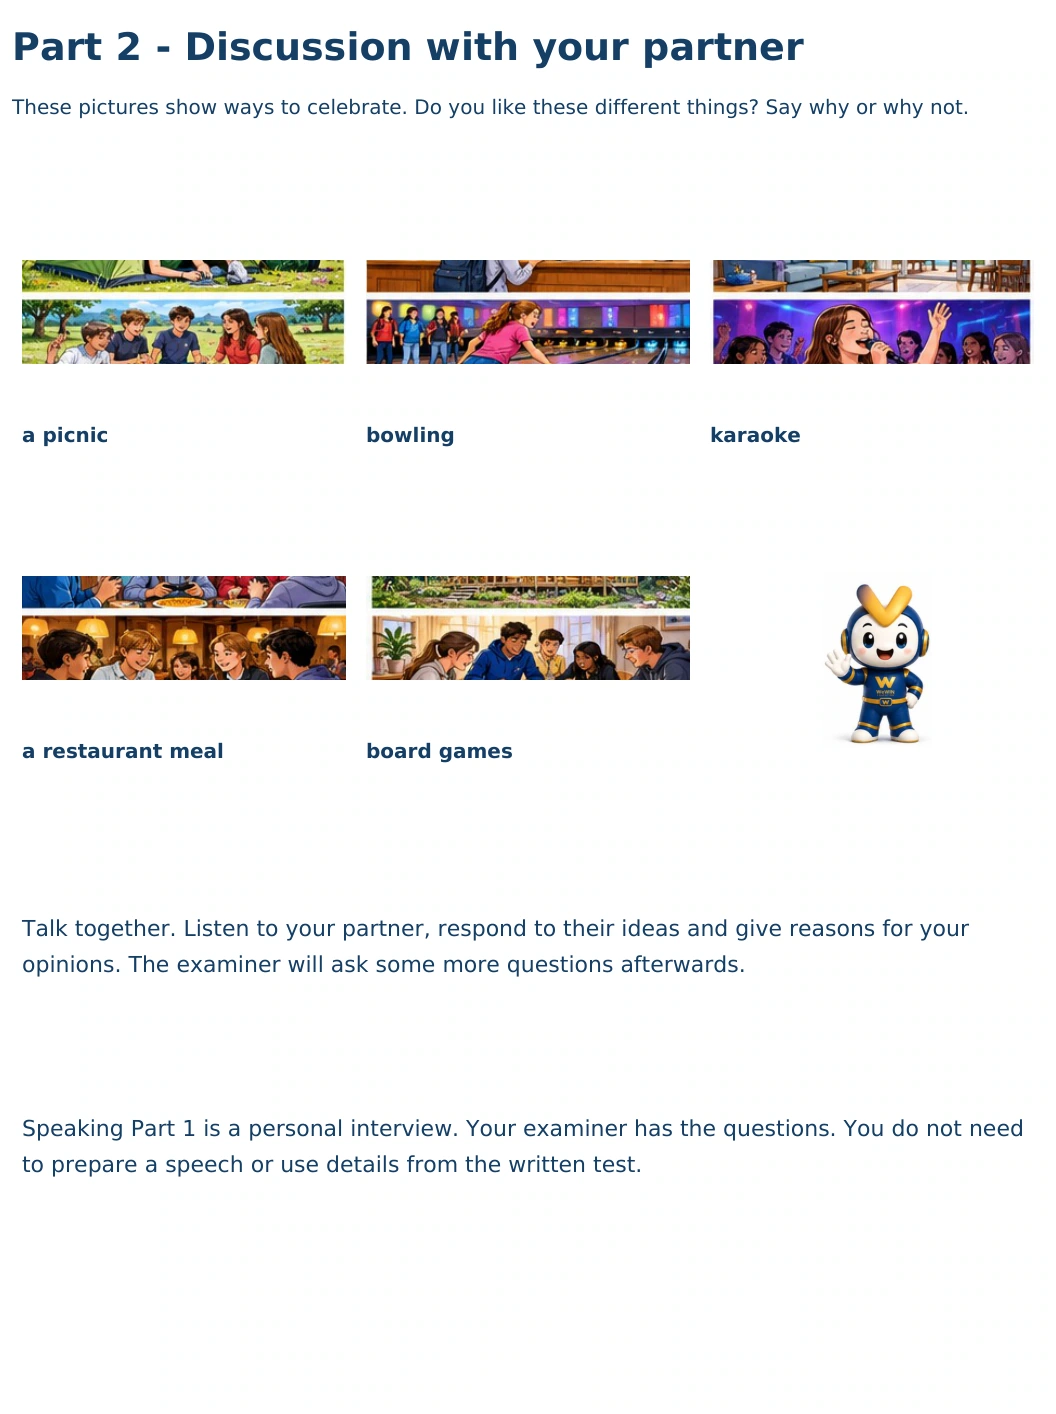 Part 2 - Discussion with your partner
These pictures show ways to celebrate. Do you like these different things? Say why or why not.
a picnic
bowling
karaoke
a restaurant meal
board games
W
W
Talk together. Listen to your partner, respond to their ideas and give reasons for your
opinions. The examiner will ask some more questions afterwards.
Speaking Part 1 is a personal interview. Your examiner has the questions. You do not need
to prepare a speech or use details from the written test.